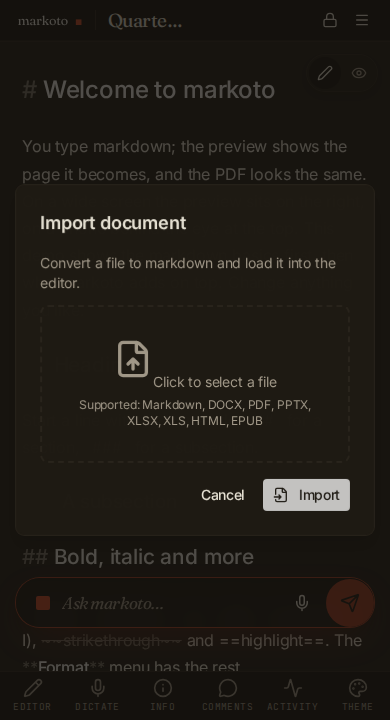 markoto
Quarte...
# Welcome to markoto
You type markdown; the preview shows the
page it becomes, and the PDF looks the same.
Import document
Convert a file to markdown and load it into the
editor.
Click to select a file
Supported: Markdown, DOCX, PDF, PPTX,
XLSX, XLS, HTML, EPUB
Cancel
Import
## Bold, italic and more
Ask markoto...
I), ~~strikethrough~~ and ==highlight==. The
**Format** menu has the rest
EDITOR
DICTATE
INFO
COMMENTS
ACTIVITY
THEME